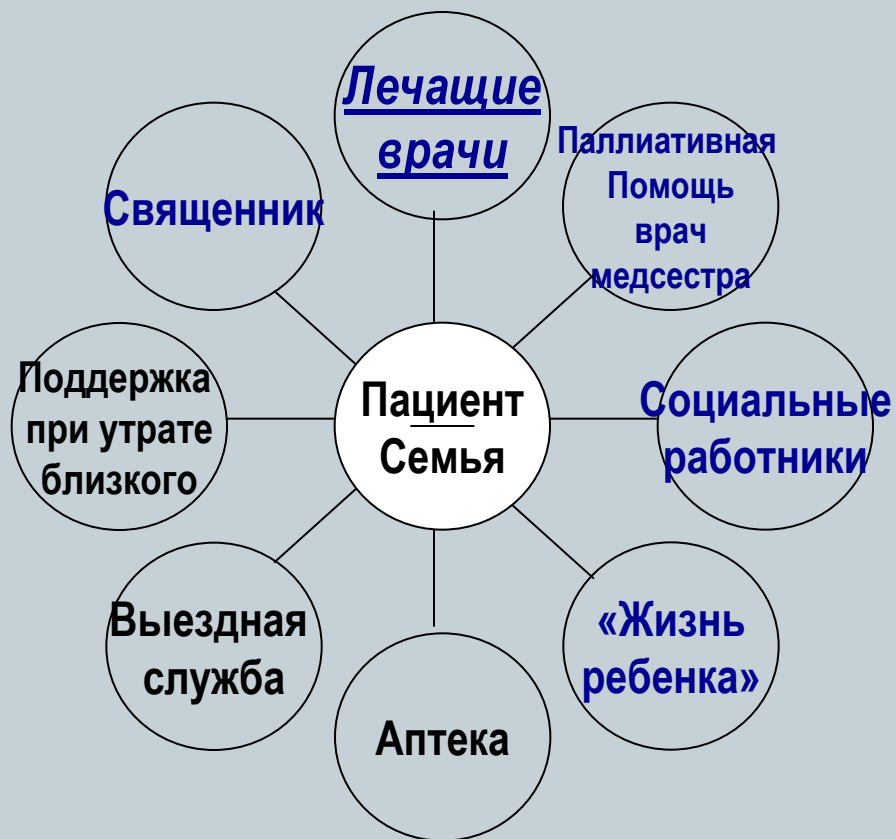 Лечащие
врачи
Паллиативная
Помощь
врач
медсестра
Социальные
работники
«Жизнь
ребенка»
Аптека
Выездная
служба
Поддержка
при утрате
близкого
Священник
Пациент
Семья